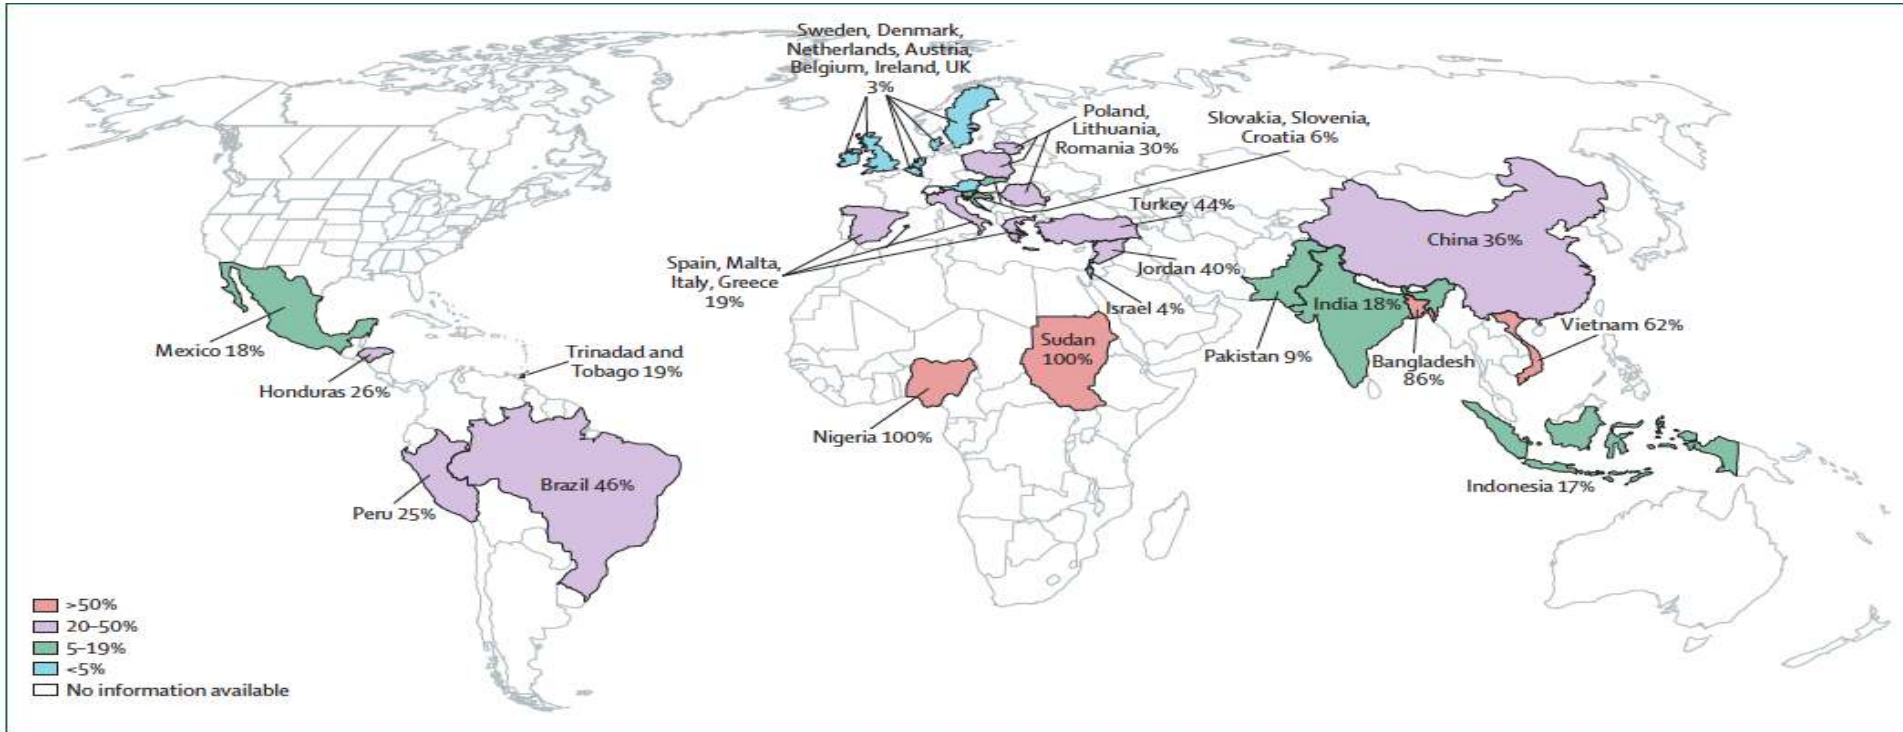 Sweden, Denmark,
Netherlands, Austria,
Belgium, Ireland, UK
3%
Poland,
Lithuania,
Romania 30%
Slovakia, Slovenia,
Croatia 6%
Turkey 44%
China 36%
Spain, Malta,
Italy, Greece
19%
Jordan 40%
Israel 4%
India 18%
Vietnam 62%
Mexico 18%
Trinadad and
Tobago 19%
Sudan
100%
Pakistan 9%
Bangladesh
86%
Honduras 26%
Nigeria 100%
Brazil 46%
Indonesia 17%
Peru 25%
>50%
20–50%
5–19%
<5%
No information available